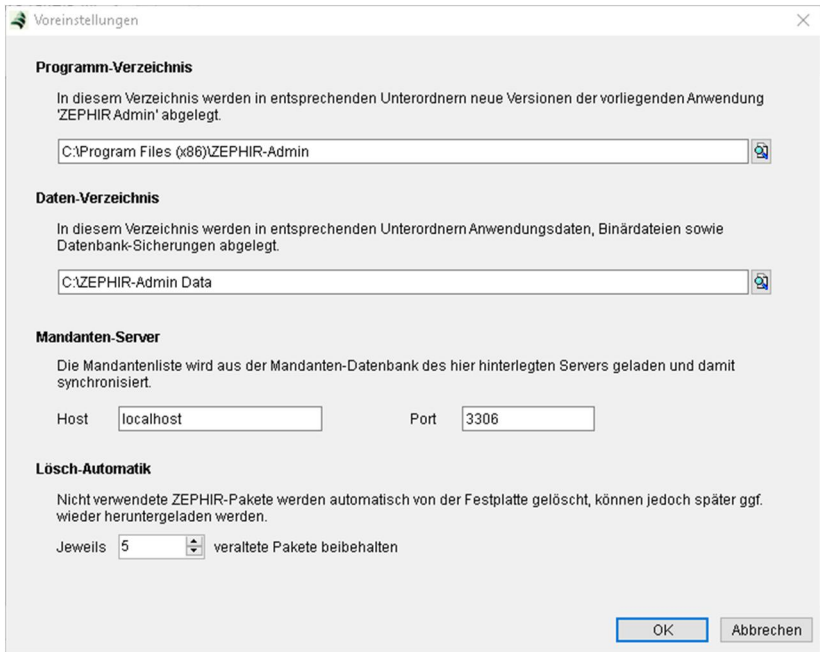 Voreinstellungen
Programm-Verzeichnis
In diesem Verzeichnis werden in entsprechenden Unterordnern neue Versionen der vorliegenden Anwendung
'ZEPHIR Admin' abgelegt.
C:\Program Files (x86)\ZEPHIR-Admin
Daten-Verzeichnis
In diesem Verzeichnis werden in entsprechenden Unterordnern Anwendungsdaten, Binärdateien sowie
Datenbank-Sicherungen abgelegt.
C:\ZEPHIR-Admin Data
Mandanten-Server
Die Mandantenliste wird aus der Mandanten-Datenbank des hier hinterlegten Servers geladen und damit
synchronisiert.
Host localhost Port 3306
Lösch-Automatik
Nicht verwendete ZEPHIR-Pakete werden automatisch von der Festplatte gelöscht, können jedoch später ggf.
wieder heruntergeladen werden.
Jeweils 5 veraltete Pakete beibehalten
OK Abbrechen